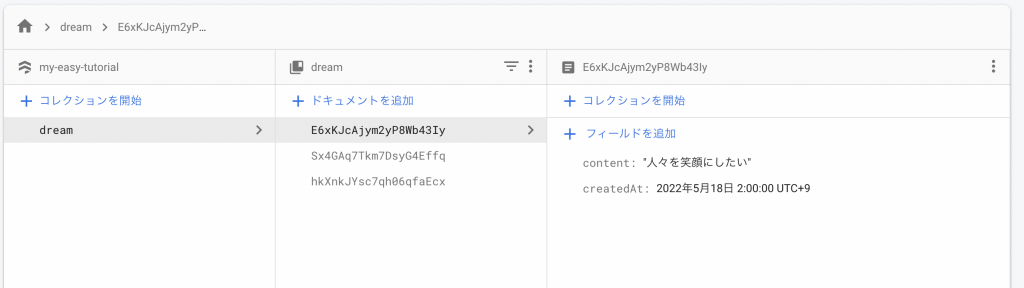 dream E6xKJcAjym2yP...
my-easy-tutorial
コレクションを開始
dream
dream
ドキュメントを追加
E6xKJcAjym2yP8Wb43Iy
Sx4GAq7Tkm7DsyG4Effq
hkXnkJYsc7qh06qfaEcx
E6xKJcAjym2yP8Wb43Iy
コレクションを開始
フィールドを追加
content: "人々を笑顔にしたい"
createdAt: 2022年5月18日 2:00:00 UTC+9